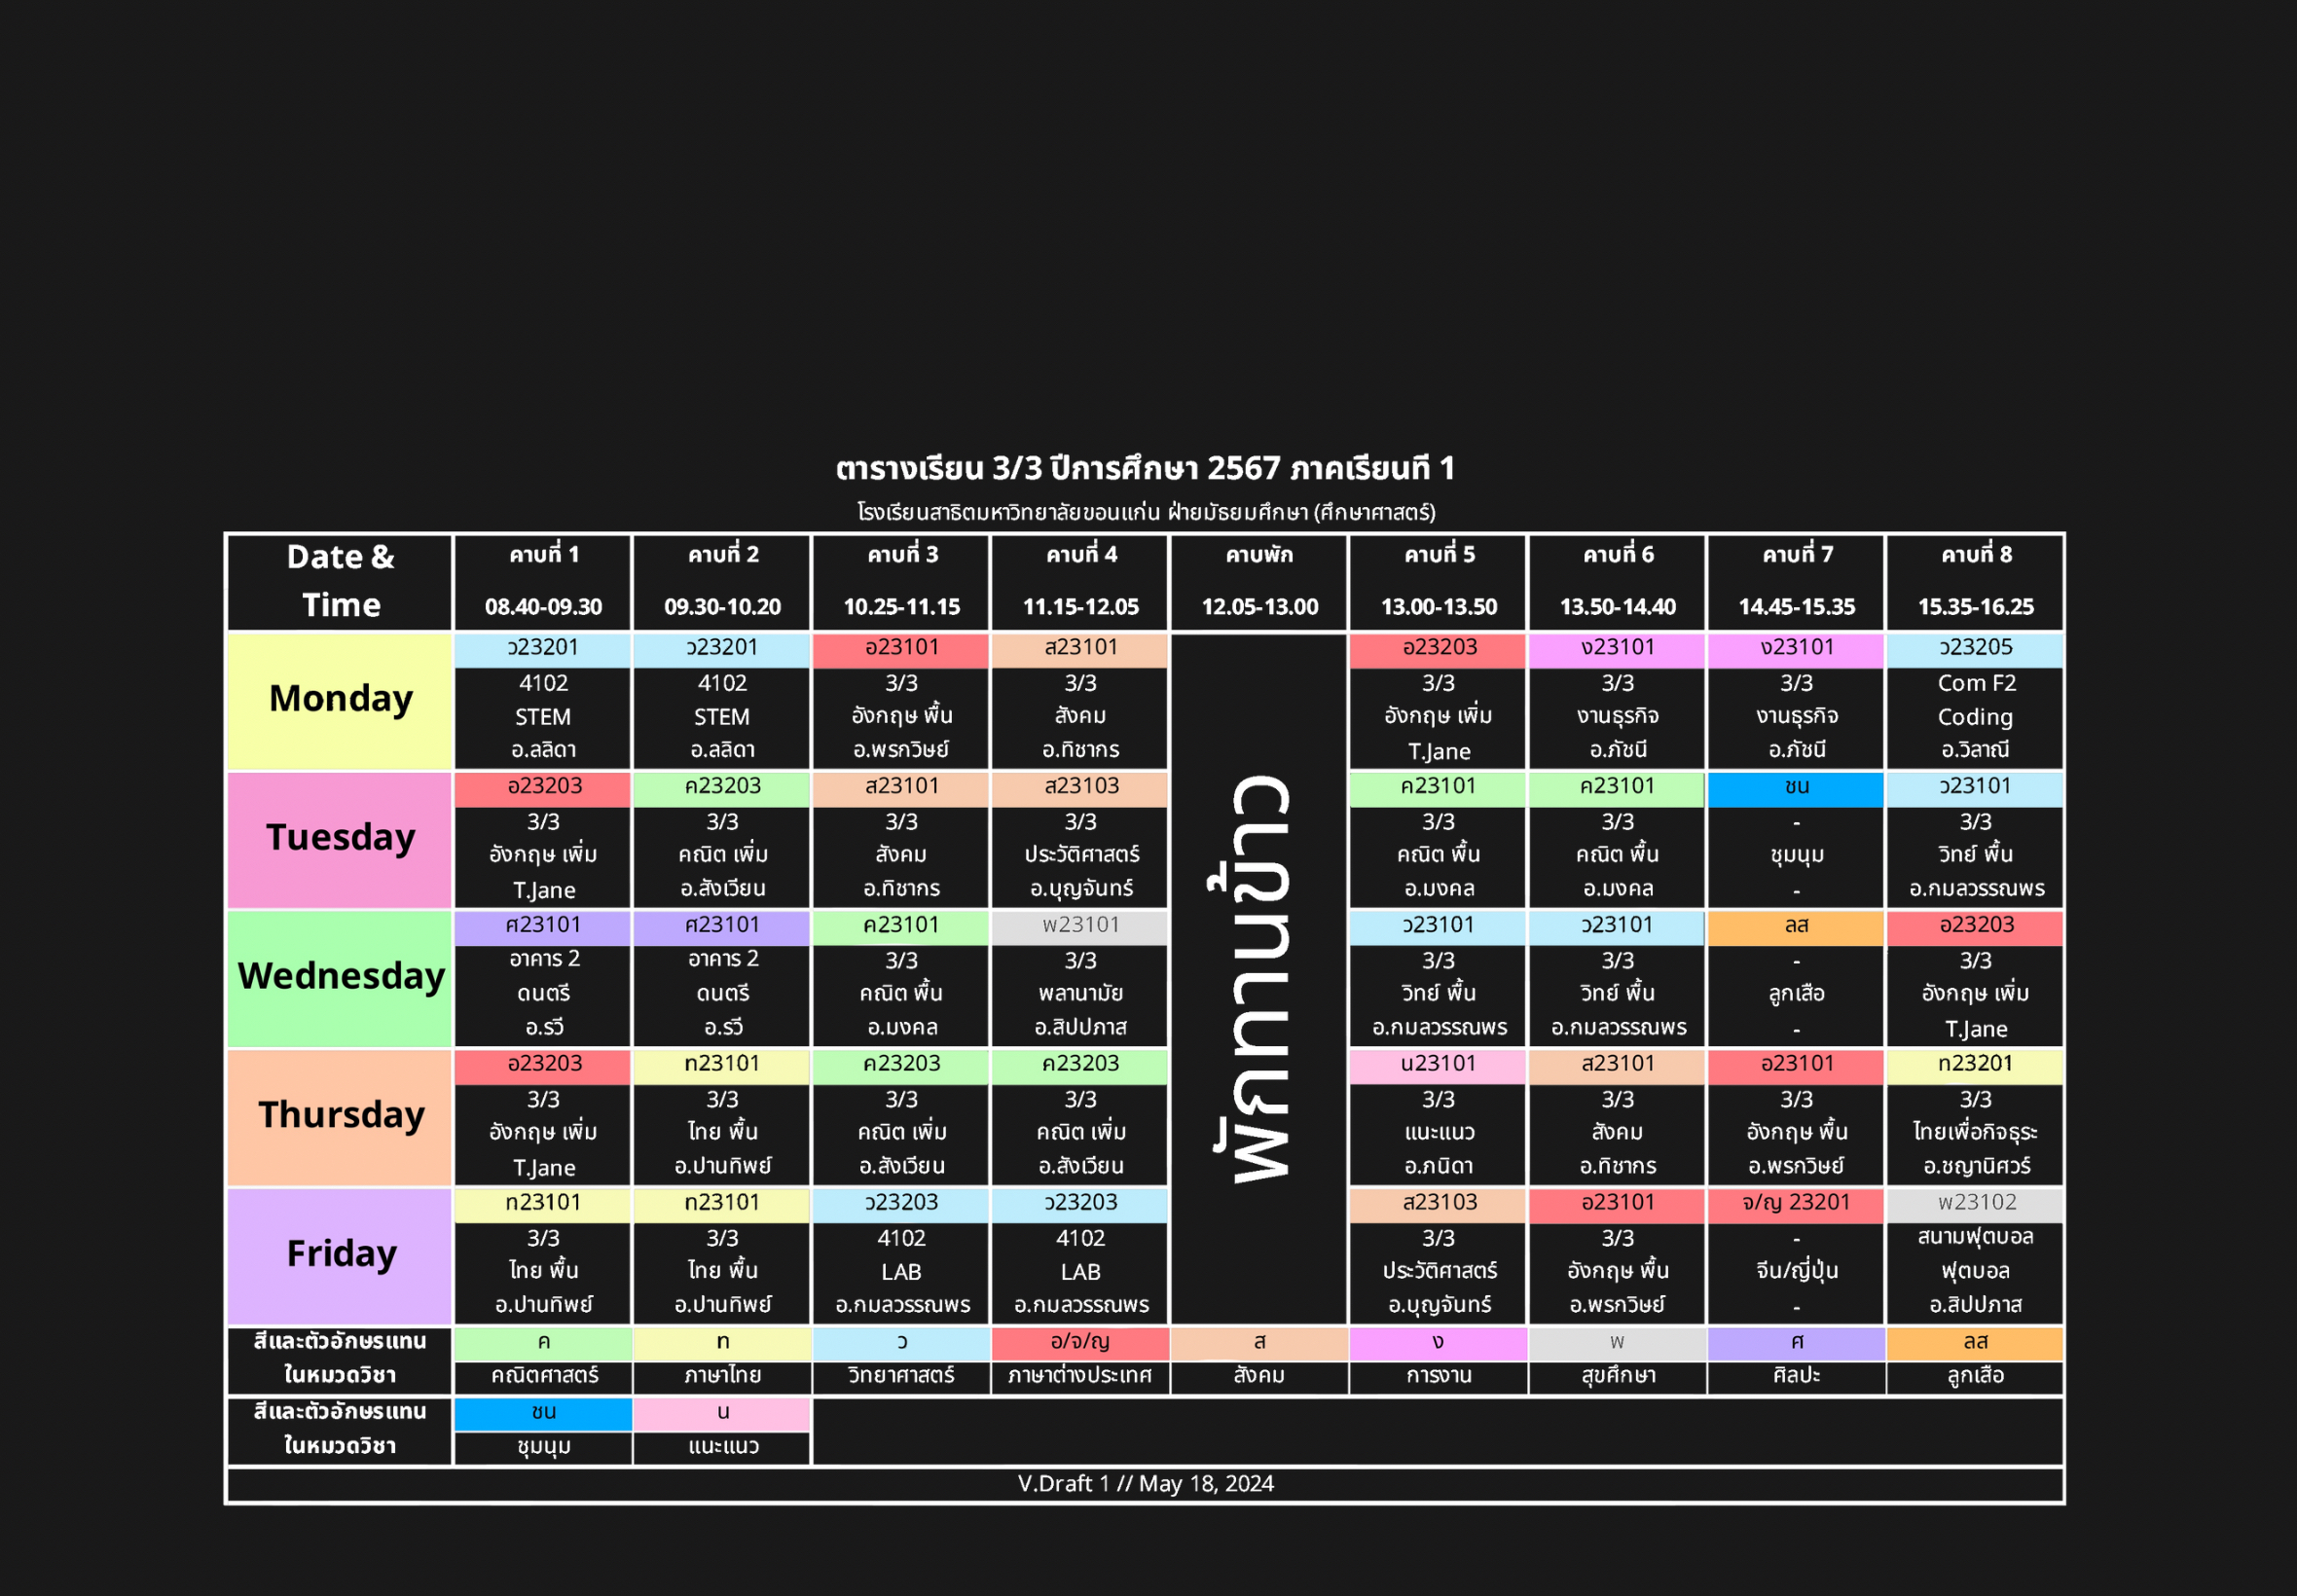 ตารางเรียน 3/3 ปีการศึกษา 2567 ภาคเรียนที่ 1
โรงเรียนสาธิตมหาวิทยาลัยขอนแก่น ฝ่ายมัธยมศึกษา (ศึกษาศาสตร์)
Date & คาบที่ 1 คาบที่ 2 คาบที่ 3 คาบที่ 4 คาบพัก คาบที่ 5 คาบที่ 6 คาบที่ 7 คาบที่ 8
Time 08.40-09.30 09.30-10.20 10.25-11.15 11.15-12.05 12.05-13.00 13.00-13.50 13.50-14.40 14.45-15.35 15.35-16.25
พักทานข้าว
Monday
ว23201 ว23201 อ23101 ส23101 อ23203 ง23101 ง23101 ว23205
4102 4102 3/3 3/3 3/3 3/3 3/3 Com F2
STEM STEM อังกฤษ พื้น สังคม อังกฤษ เพิ่ม งานธุรกิจ งานธุรกิจ Coding
อ.ลลิดา อ.ลลิดา อ.พรกวิษย์ อ.ทิชากร T.Jane อ.ภัชนี อ.ภัชนี อ.วิลาณี
Tuesday
อ23203 ค23203 ส23101 ส23103 ค23101 ค23101 ชน ว23101
3/3 3/3 3/3 3/3 3/3 3/3 - 3/3
อังกฤษ เพิ่ม คณิต เพิ่ม สังคม ประวัติศาสตร์ คณิต พื้น คณิต พื้น ชุมนุม วิทย์ พื้น
T.Jane อ.สังเวียน อ.ทิชากร อ.บุญจันทร์ อ.มงคล อ.มงคล - อ.กมลวรรณพร
Wednesday
ศ23101 ศ23101 ค23101 พ23101 ว23101 ว23101 ลส อ23203
อาคาร 2 อาคาร 2 3/3 3/3 3/3 3/3 - 3/3
ดนตรี ดนตรี คณิต พื้น พลานามัย วิทย์ พื้น วิทย์ พื้น ลูกเสือ อังกฤษ เพิ่ม
อ.รวี อ.รวี อ.มงคล อ.สิปปภาส อ.กมลวรรณพร อ.กมลวรรณพร - T.Jane
Thursday
อ23203 ท23101 ค23203 ค23203 น23101 ส23101 อ23101 ท23201
3/3 3/3 3/3 3/3 3/3 3/3 3/3 3/3
อังกฤษ เพิ่ม ไทย พื้น คณิต เพิ่ม คณิต เพิ่ม แนะแนว สังคม อังกฤษ พื้น ไทยเพื่อกิจธุระ
T.Jane อ.ปานทิพย์ อ.สังเวียน อ.สังเวียน อ.ภนิดา อ.ทิชากร อ.พรกวิษย์ อ.ชญานิศวร์
Friday
ท23101 ท23101 ว23203 ว23203 ส23103 อ23101 จ/ญ 23201 พ23102
3/3 3/3 4102 4102 3/3 3/3 - สนามฟุตบอล
ไทย พื้น ไทย พื้น LAB LAB ประวัติศาสตร์ อังกฤษ พื้น จีน/ญี่ปุ่น ฟุตบอล
อ.ปานทิพย์ อ.ปานทิพย์ อ.กมลวรรณพร อ.กมลวรรณพร อ.บุญจันทร์ อ.พรกวิษย์ - อ.สิปปภาส
สีและตัวอักษรแทน ค ท ว อ/จ/ญ ส ง พ ศ ลส
ในหมวดวิชา คณิตศาสตร์ ภาษาไทย วิทยาศาสตร์ ภาษาต่างประเทศ สังคม การงาน สุขศึกษา ศิลปะ ลูกเสือ
สีและตัวอักษรแทน ชน น
ในหมวดวิชา ชุมนุม แนะแนว
V.Draft 1 // May 18, 2024